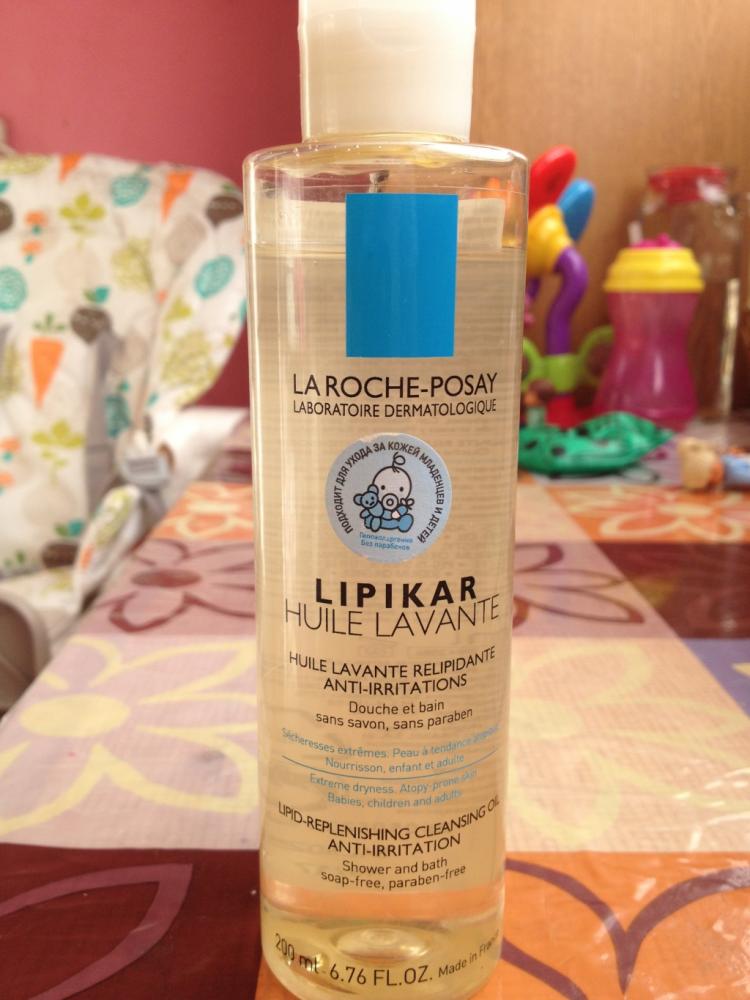 LA ROCHE-POSAY
LABORATOIRE DERMATOLOGIQUE
ПОДХОДИТ ДЛЯ УХОДА ЗА КОЖЕЙ МЛАДЕНЦЕВ И ДЕТЕЙ
Гипоаллергенно
Без парабенов
LIPIKAR
HUILE LAVANTE
HUILE LAVANTE RELIPIDANTE
ANTI-IRRITATIONS
Douche et bain
sans savon, sans paraben
Sécheresses extrêmes. Peau à tendance atopique
Nourrisson, enfant et adulte
Extreme dryness. Atopy-prone skin
Babies, children and adults
LIPID-REPLENISHING CLEANSING OIL
ANTI-IRRITATION
Shower and bath
soap-free, paraben-free
200 ml 6.76 FL.OZ. Made in France